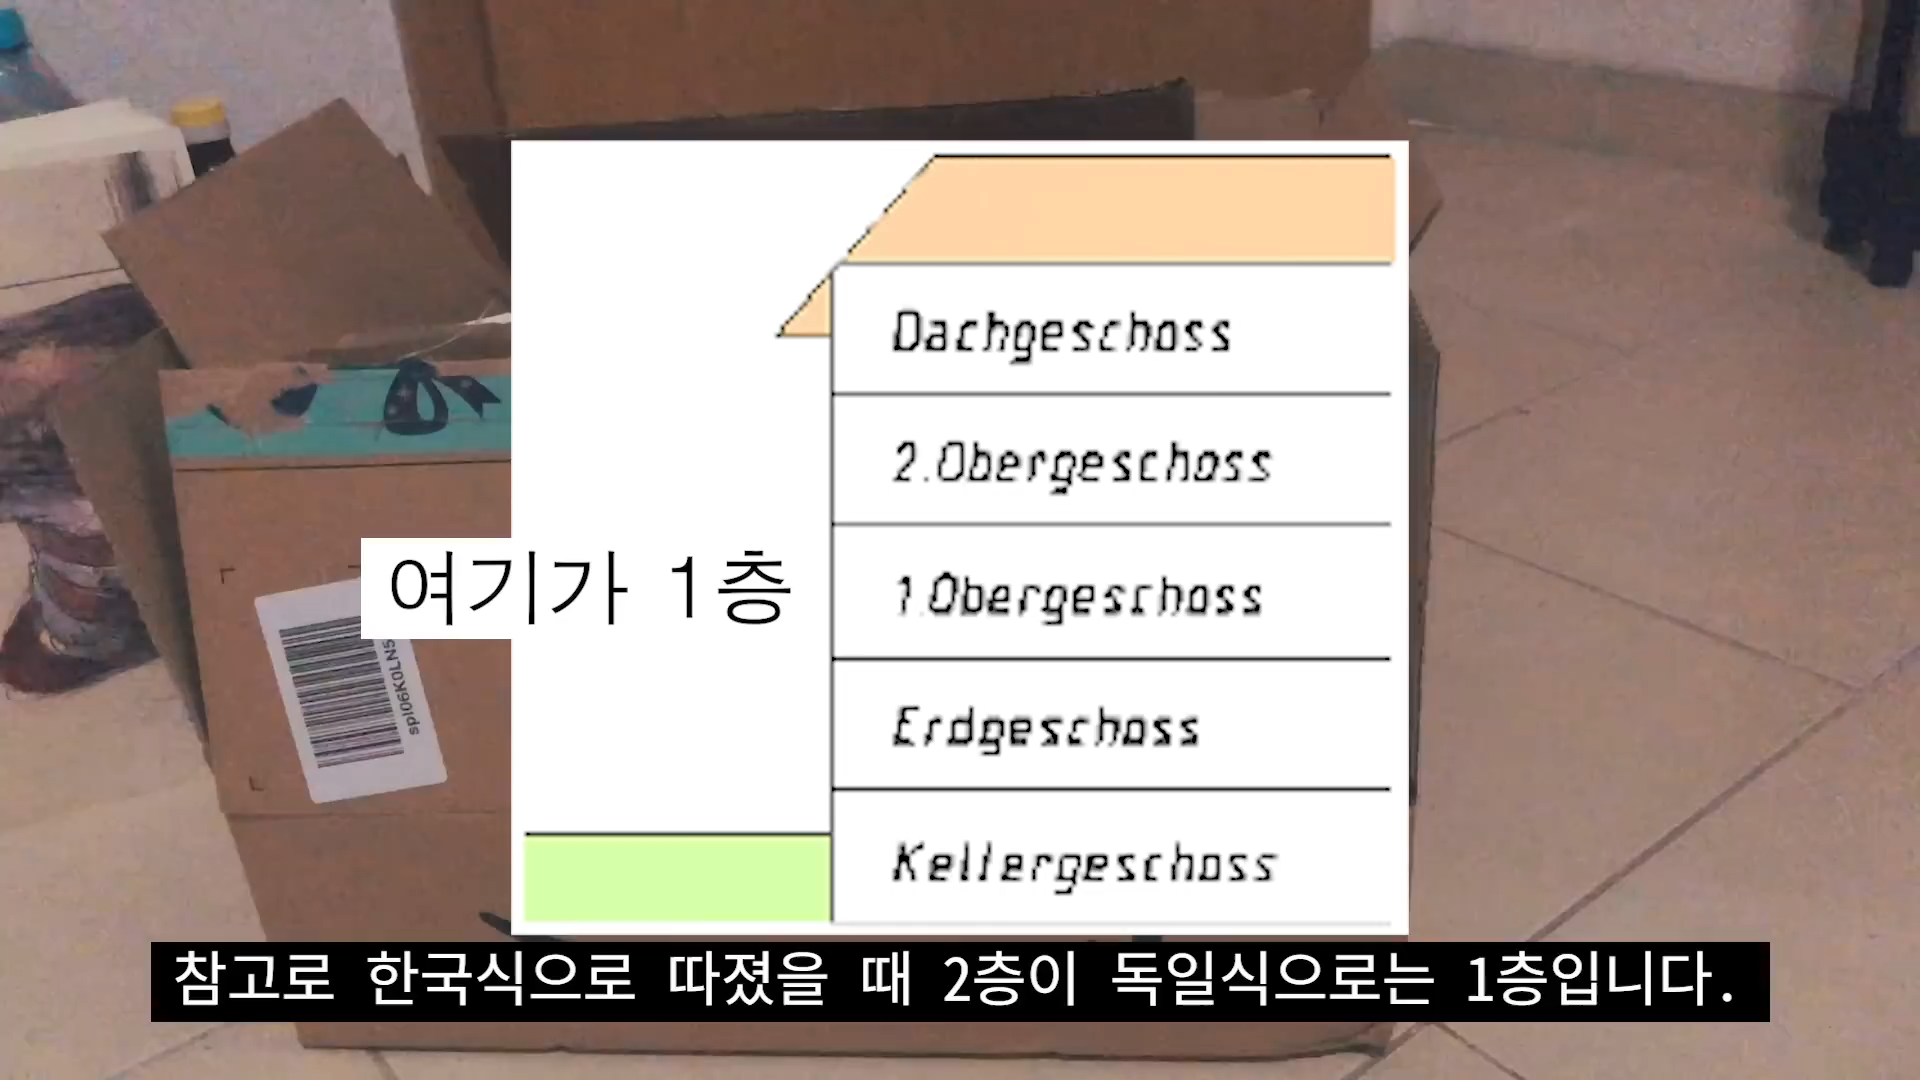 Dachgeschoss
2.Obergeschoss
여기가 1층
1.Obergeschoss
Erdgeschoss
Kellergeschoss
참고로 한국식으로 따졌을 때 2층이 독일식으로는 1층입니다.